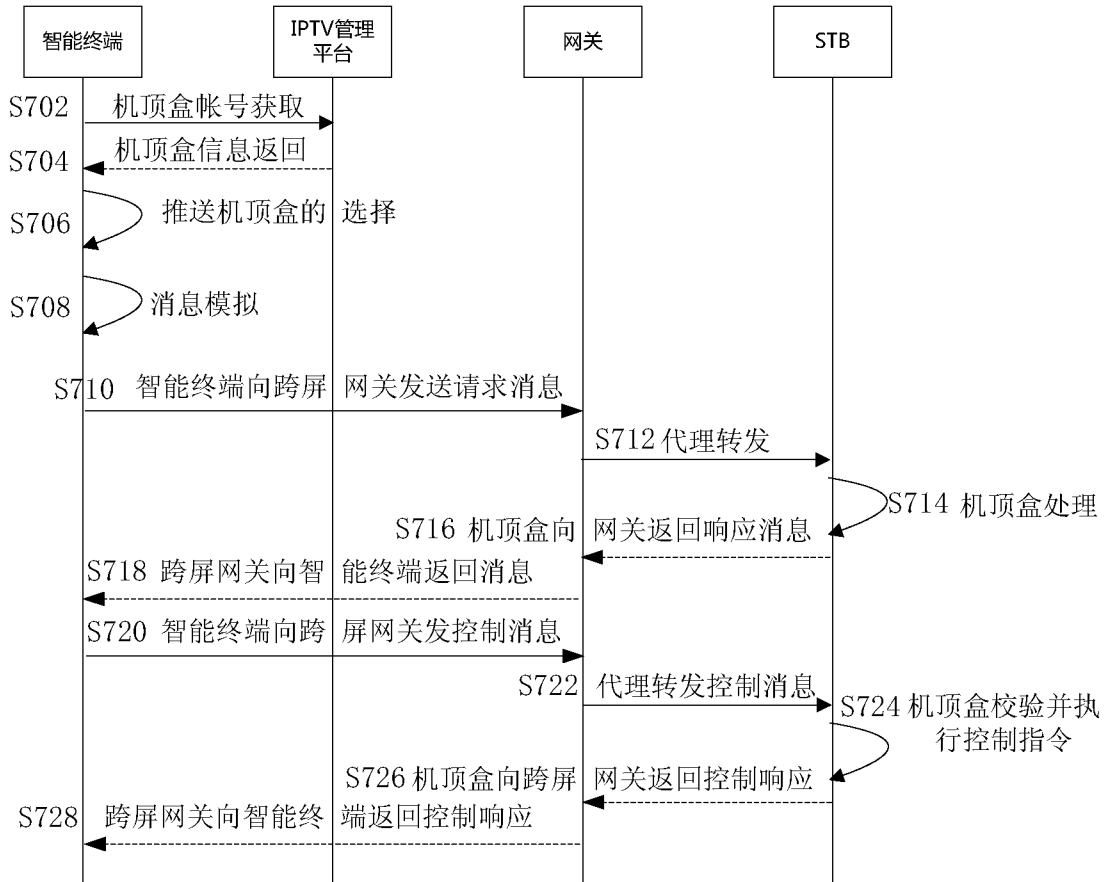 智能终端
IPTV管理
平台
网关
STB
S702 机顶盒帐号获取
S704 机顶盒信息返回
S706 推送机顶盒的 选择
S708 消息模拟
S710 智能终端向跨屏 网关发送请求消息
S712 代理转发
S714 机顶盒处理
S716 机顶盒向 网关返回响应消息
S718 跨屏网关向智 能终端返回消息
S720 智能终端向跨 屏网关发控制消息
S722 代理转发控制消息
S724 机顶盒校验并执
行控制指令
S726 机顶盒向跨屏 网关返回控制响应
S728 跨屏网关向智能终 端返回控制响应